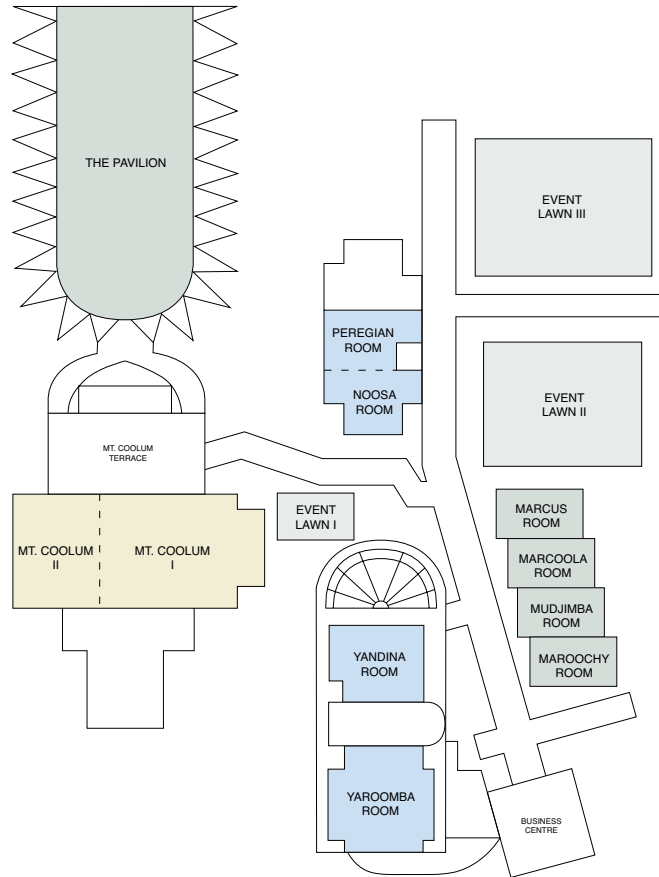 THE PAVILION
EVENT
LAWN III
PEREGIAN
ROOM
NOOSA
ROOM
EVENT
LAWN II
MT. COOLUM
TERRACE
MT. COOLUM
II
MT. COOLUM
I
EVENT
LAWN I
MARCUS
ROOM
MARCOOLA
ROOM
MUDJIMBA
ROOM
MAROOCHY
ROOM
YANDINA
ROOM
YAROOMBA
ROOM
BUSINESS
CENTRE